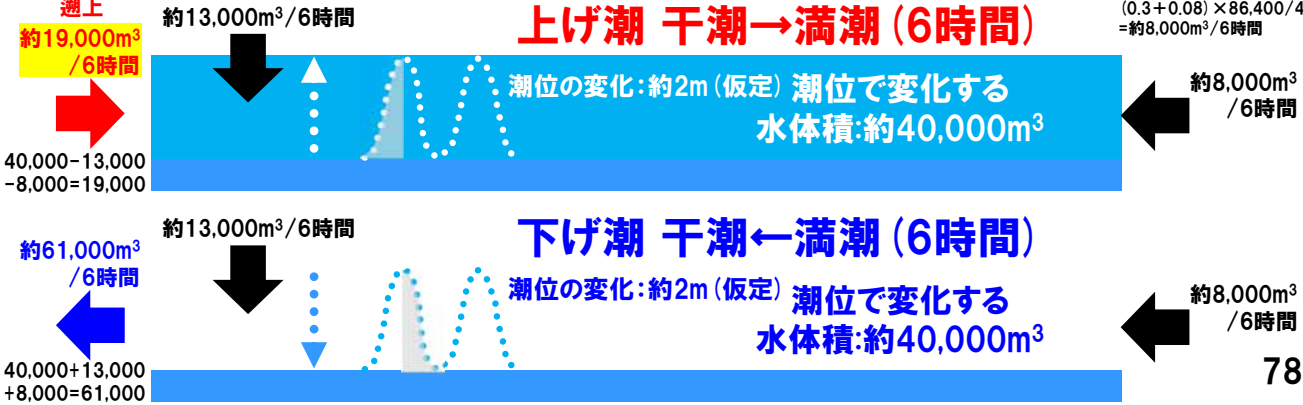 遡上
約19,000m³
/6時間
約13,000m³/6時間
上げ潮 干潮→満潮(6時間)
(0.3+0.08)×86,400/4
=約8,000m³/6時間
潮位の変化:約2m(仮定)
潮位で変化する
水体積:約40,000m³
約8,000m³
/6時間
40,000-13,000
-8,000=19,000
約13,000m³/6時間
下げ潮 干潮←満潮(6時間)
約61,000m³
/6時間
潮位の変化:約2m(仮定)
潮位で変化する
水体積:約40,000m³
約8,000m³
/6時間
40,000+13,000
+8,000=61,000
78